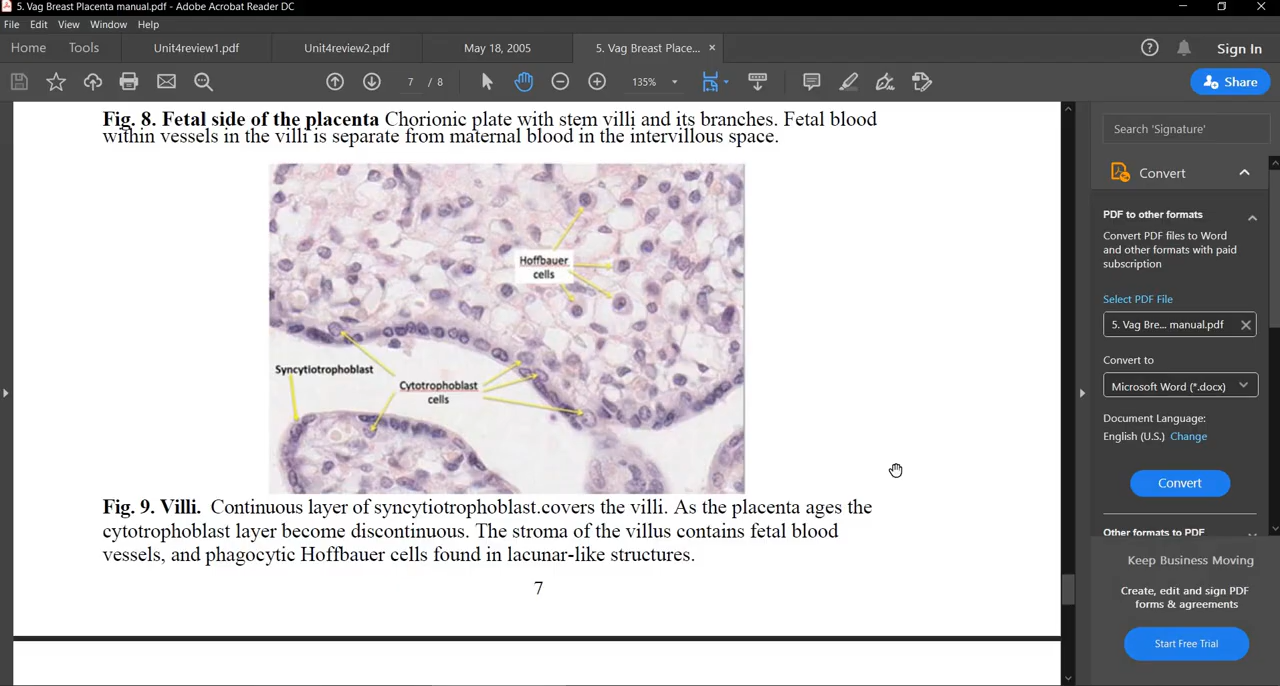 5. Vag Breast Placenta manual.pdf - Adobe Acrobat Reader DC
File Edit View Window Help
Home Tools Unit4review1.pdf Unit4review2.pdf May 18, 2005 5. Vag Breast Place... × Sign In
7 / 8 135% Share
Fig. 8. Fetal side of the placenta Chorionic plate with stem villi and its branches. Fetal blood
within vessels in the villi is separate from maternal blood in the intervillous space.
Hoffbauer
cells
Syncytiotrophoblast
Cytotrophoblast
cells
Fig. 9. Villi. Continuous layer of syncytiotrophoblast.covers the villi. As the placenta ages the
cytotrophoblast layer become discontinuous. The stroma of the villus contains fetal blood
vessels, and phagocytic Hoffbauer cells found in lacunar-like structures.
7
Search 'Signature'
Convert
PDF to other formats
Convert PDF files to Word
and other formats with paid
subscription
Select PDF File
5. Vag Bre... manual.pdf
Convert to
Microsoft Word (*.docx)
Document Language:
English (U.S.) Change
Convert
Other formats to PDF
Keep Business Moving
Create, edit and sign PDF
forms & agreements
Start Free Trial